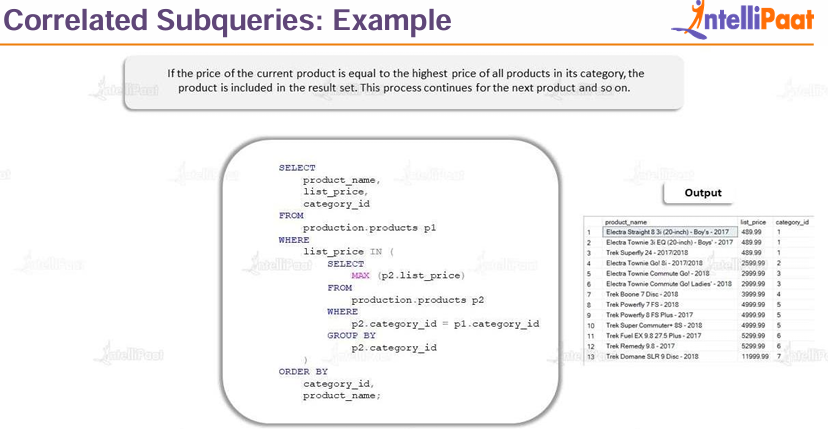 Correlated Subqueries: Example
IntelliPaat
If the price of the current product is equal to the highest price of all products in its category, the
product is included in the result set. This process continues for the next product and so on.
SELECT
product_name,
list_price,
category_id
FROM
production.products p1
WHERE
list_price IN (
SELECT
MAX (p2.list_price)
FROM
production.products p2
WHERE
p2.category_id = p1.category_id
GROUP BY
p2.category_id
)
ORDER BY
category_id,
product_name;
Output
product_name list_price category_id
1 Electra Straight 8 3i (20-inch) - Boy's - 2017 489.99 1
2 Electra Townie 3i EQ (20-inch) - Boys' - 2017 489.99 1
3 Trek Superfly 24 - 2017/2018 489.99 1
4 Electra Townie Go! 8i - 2017/2018 2599.99 2
5 Electra Townie Commute Go! - 2018 2999.99 3
6 Electra Townie Commute Go! Ladies' - 2018 2999.99 3
7 Trek Boone 7 Disc - 2018 3999.99 4
8 Trek Powerfly 7 FS - 2018 4999.99 5
9 Trek Powerfly 8 FS Plus - 2017 4999.99 5
10 Trek Super Commuter+ 8S - 2018 4999.99 5
11 Trek Fuel EX 9.8 27.5 Plus - 2017 5299.99 6
12 Trek Remedy 9.8 - 2017 5299.99 6
13 Trek Domane SLR 9 Disc - 2018 11999.99 7